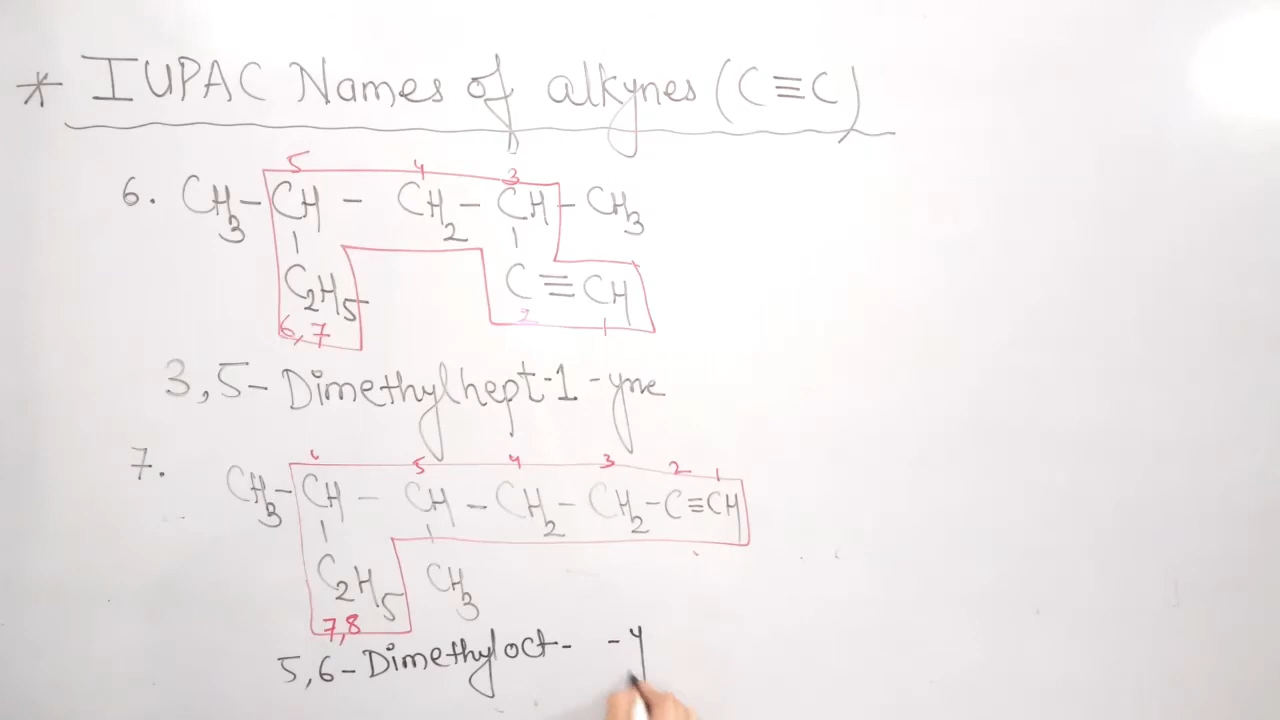 * IUPAC Names of alkynes (C≡C)
5 4 3
6. CH3-CH - CH2-CH-CH3
C2H5 C≡CH
6,7 2 1
3,5-Dimethylhept-1-yne
5 4 3 2 1
7. CH3-CH - CH-CH2-CH2-C≡CH
C2H5 CH3
7,8
5,6-Dimethyloct- -y